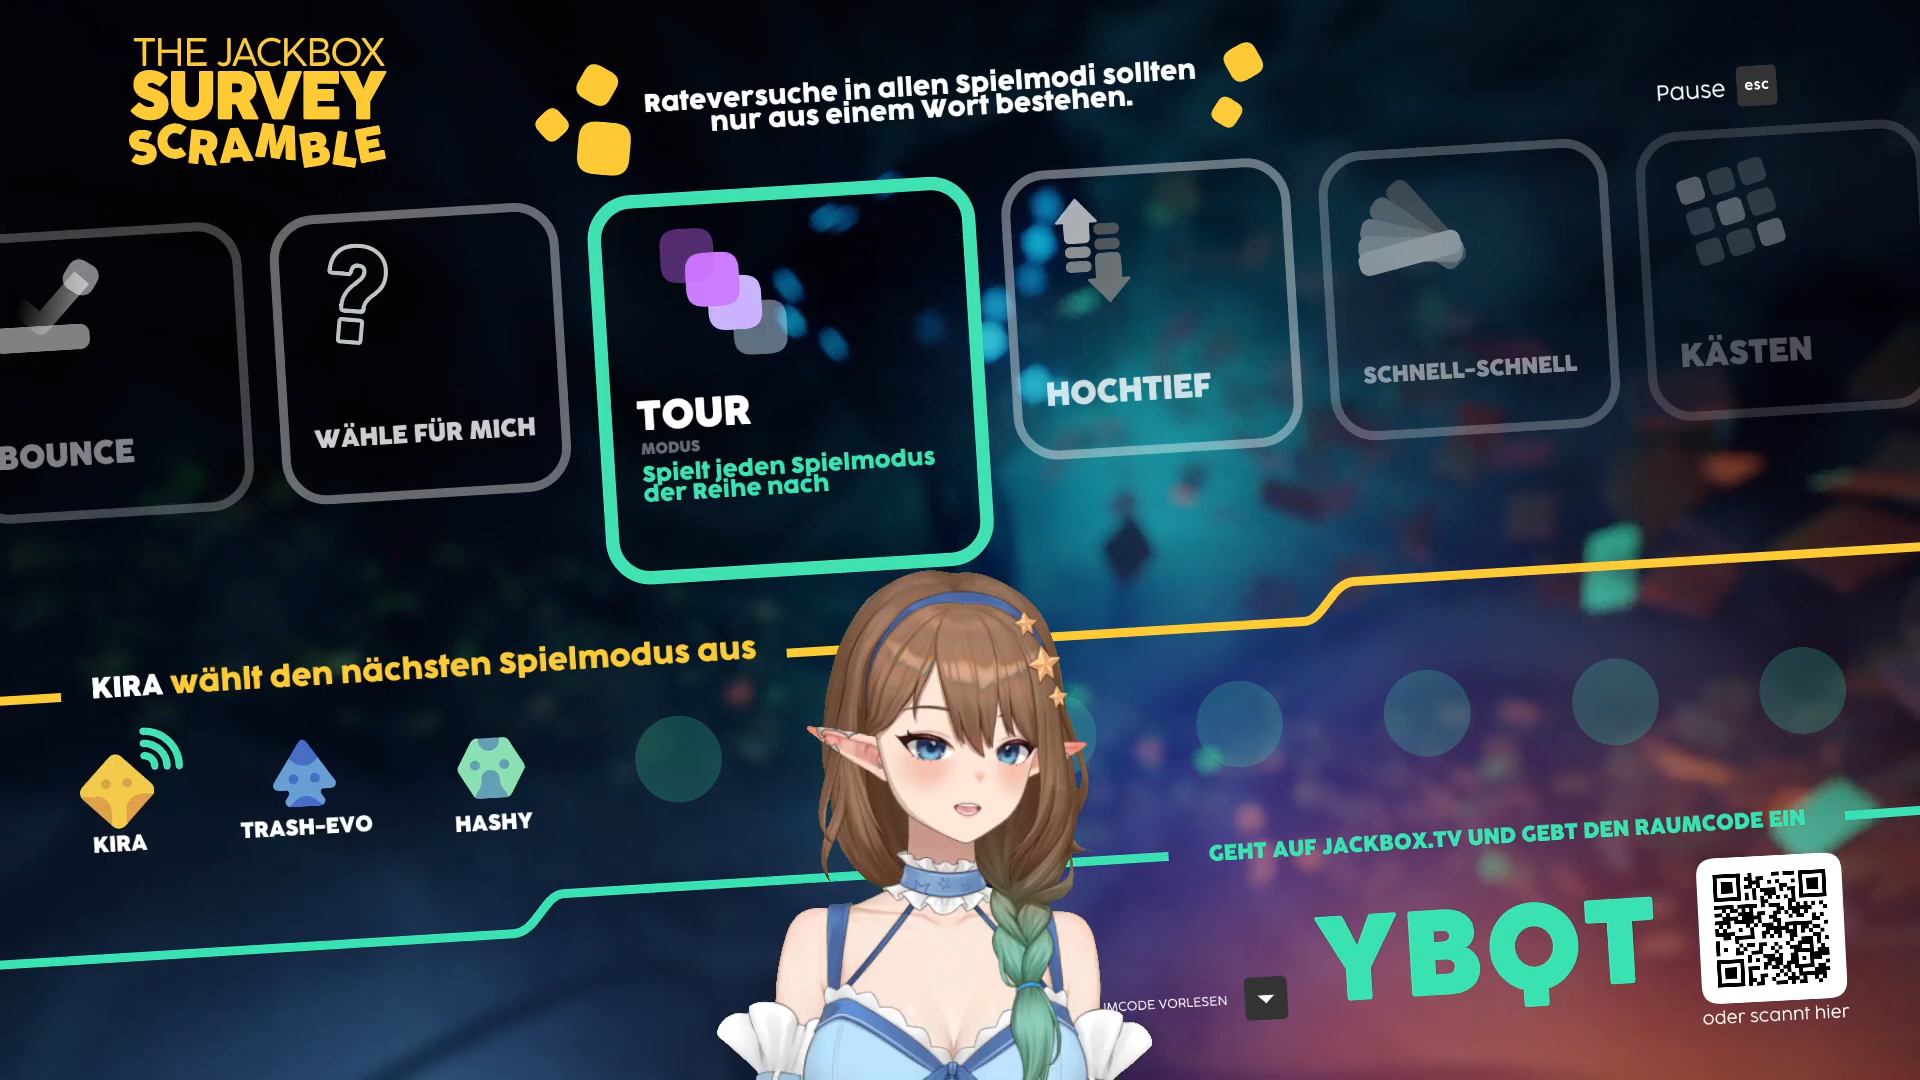 THE JACKBOX
SURVEY
SCRAMBLE
Rateversuche in allen Spielmodi sollten
nur aus einem Wort bestehen.
Pause esc
BOUNCE
WÄHLE FÜR MICH
TOUR
MODUS
Spielt jeden Spielmodus
der Reihe nach
HOCHTIEF
SCHNELL-SCHNELL
KÄSTEN
KIRA wählt den nächsten Spielmodus aus
KIRA
TRASH-EVO
HASHY
GEHT AUF JACKBOX.TV UND GEBT DEN RAUMCODE EIN
YBQT
VORLESEN
oder scannt hier